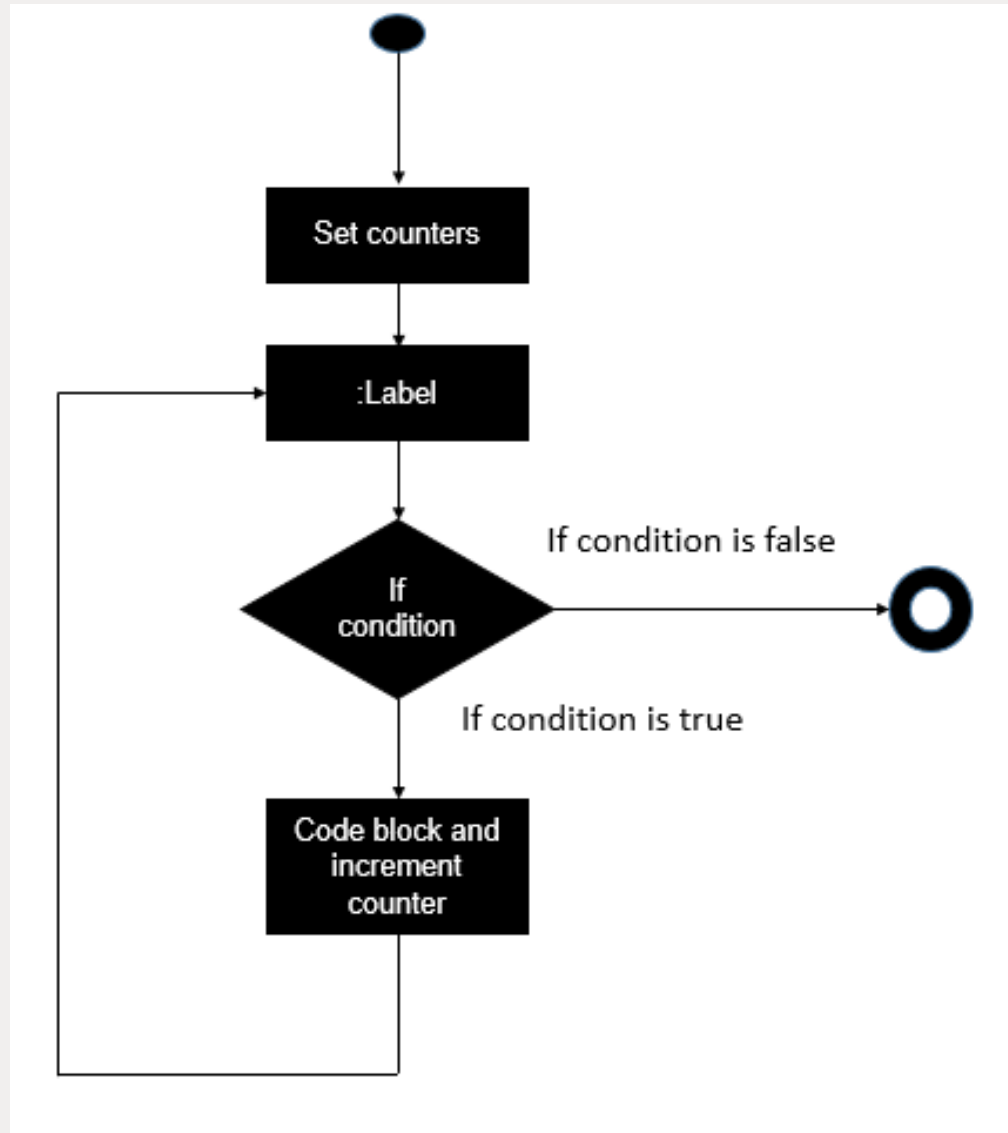 Set counters
:Label
If
condition
If condition is false
If condition is true
Code block and
increment
counter